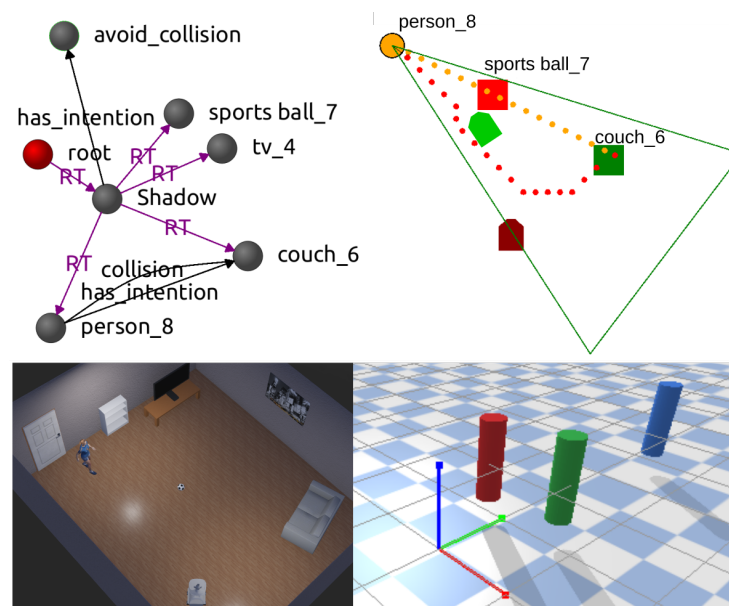 avoid_collision
sports ball_7
has_intention
RT
tv_4
root
RT
RT
Shadow
RT
couch_6
RT
collision
has_intention
person_8
person_8
sports ball_7
couch_6